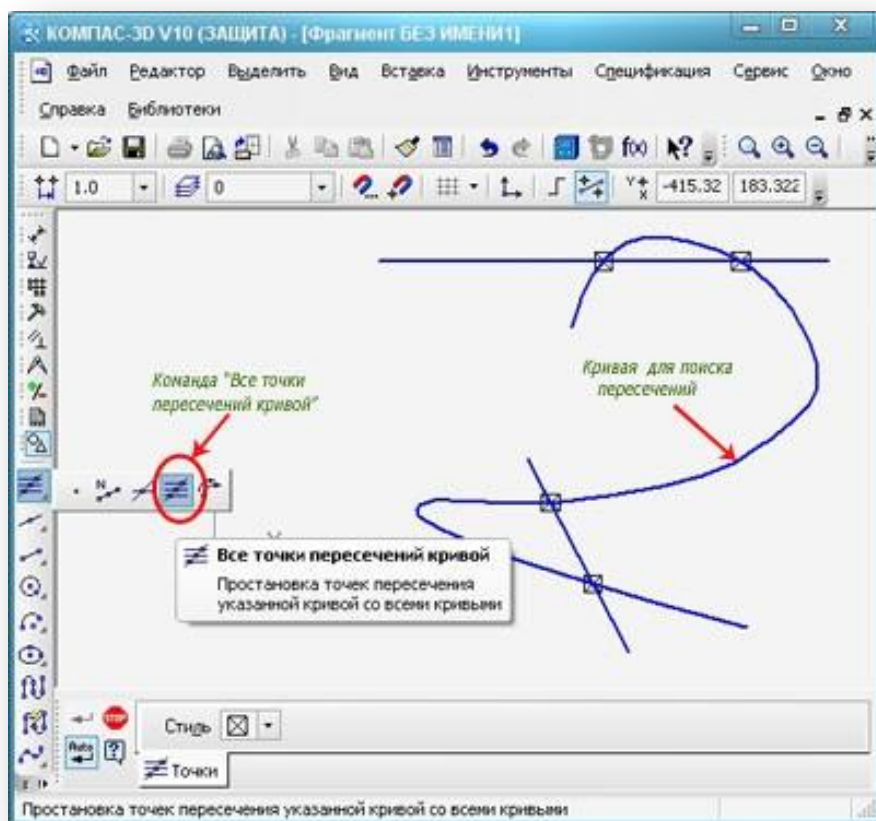 КОМПАС-3D V10 (ЗАЩИТА) - [Фрагмент БЕЗ ИМЕНИ1]
Файл Редактор Выделить Вид Вставка Инструменты Спецификация Сервис Окно
Справка Библиотеки
f(x)
1.0 0 -415.32 183.322
Команда "Все точки
пересечений кривой"
Кривая для поиска
пересечений
N
Все точки пересечений кривой
Простановка точек пересечения
указанной кривой со всеми кривыми
STOP
Стиль
Auto
Точки
Простановка точек пересечения указанной кривой со всеми кривыми